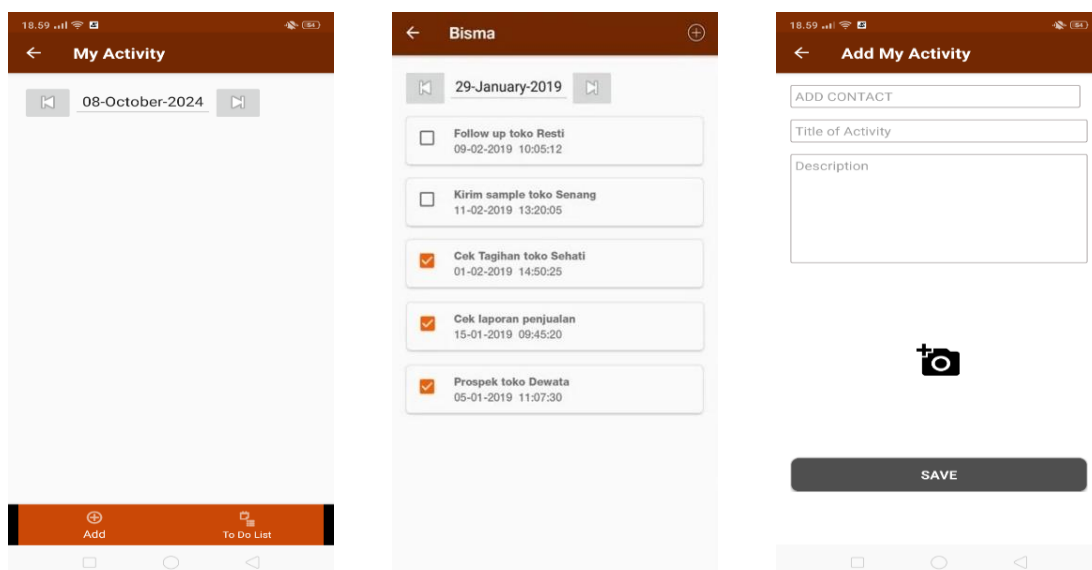 18.59
My Activity
08-October-2024
Add
To Do List
Bisma
29-January-2019
Follow up toko Resti
09-02-2019 10:05:12
Kirim sample toko Senang
11-02-2019 13:20:05
Cek Tagihan toko Sehati
01-02-2019 14:50:25
Cek laporan penjualan
15-01-2019 09:45:20
Prospek toko Dewata
05-01-2019 11:07:30
18.59
Add My Activity
ADD CONTACT
Title of Activity
Description
SAVE